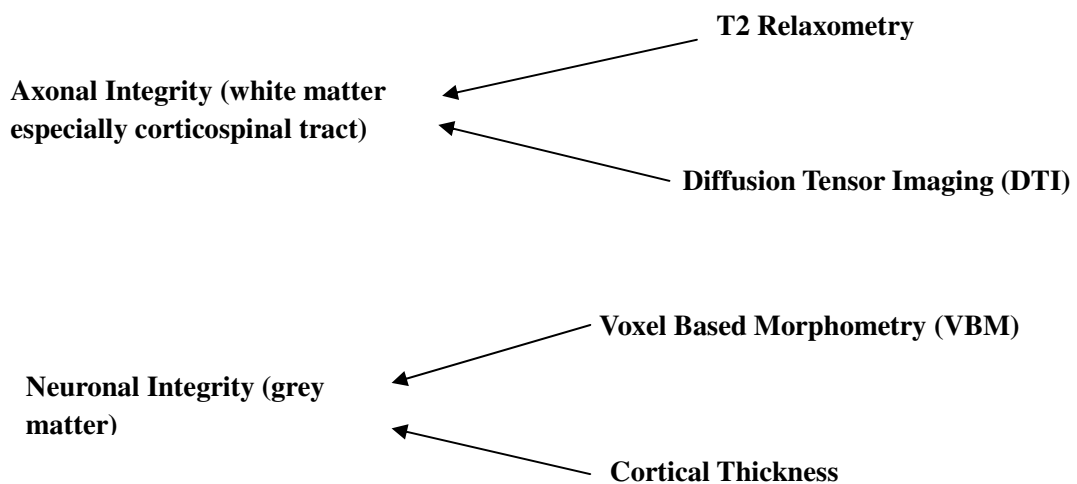 T2 Relaxometry
Axonal Integrity (white matter
especially corticospinal tract)
Diffusion Tensor Imaging (DTI)
Voxel Based Morphometry (VBM)
Neuronal Integrity (grey
matter)
Cortical Thickness